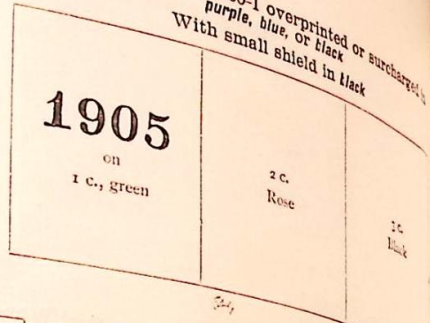 overprinted or surcharged
purple, blue, or black
With small shield in black
1905
on
1 c., green
2 c.
Rose